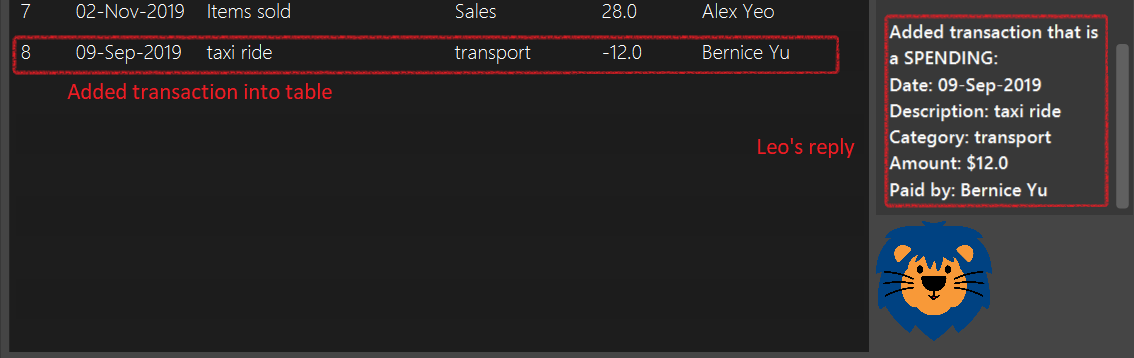 7 02-Nov-2019 Items sold Sales 28.0 Alex Yeo
8 09-Sep-2019 taxi ride transport -12.0 Bernice Yu
Added transaction into table
Leo's reply
Added transaction that is
a SPENDING:
Date: 09-Sep-2019
Description: taxi ride
Category: transport
Amount: $12.0
Paid by: Bernice Yu